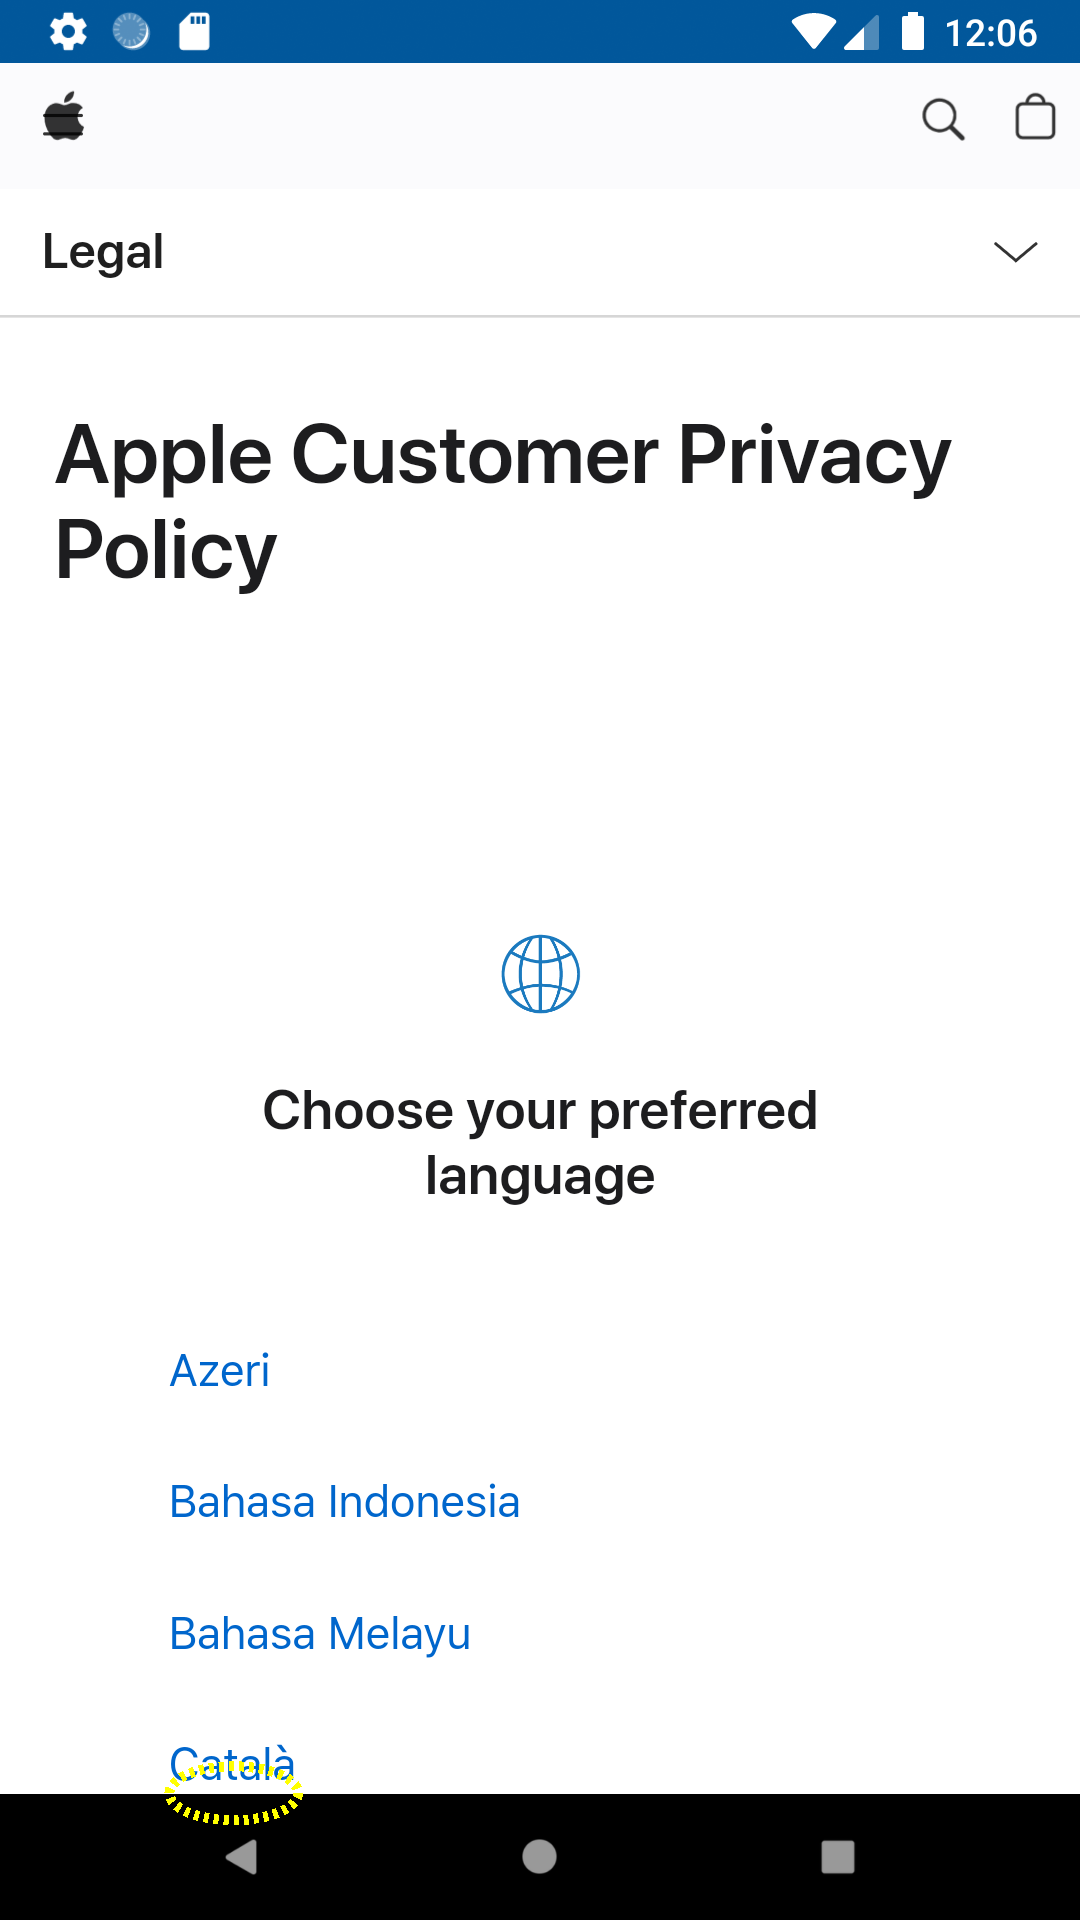 12:06
Legal
Apple Customer Privacy
Policy
Choose your preferred
language
Azeri
Bahasa Indonesia
Bahasa Melayu
Català